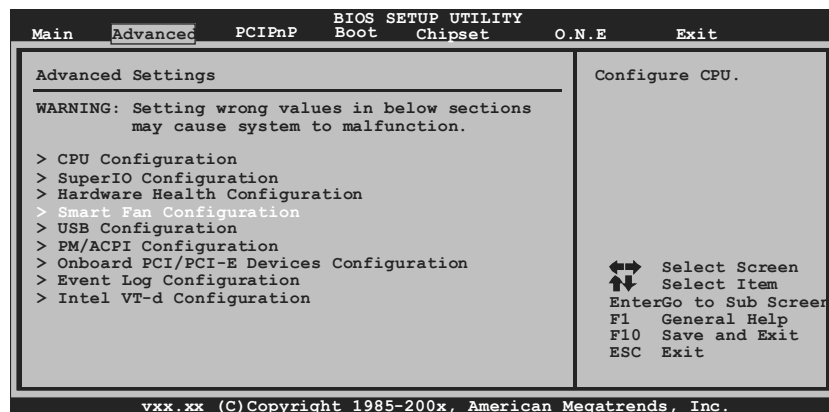 BIOS SETUP UTILITY
Main Advanced PCIPnP Boot Chipset O.N.E Exit
Advanced Settings
WARNING: Setting wrong values in below sections
may cause system to malfunction.
> CPU Configuration
> SuperIO Configuration
> Hardware Health Configuration
> Smart Fan Configuration
> USB Configuration
> PM/ACPI Configuration
> Onboard PCI/PCI-E Devices Configuration
> Event Log Configuration
> Intel VT-d Configuration
Configure CPU.
Select Screen
Select Item
EnterGo to Sub Screen
F1 General Help
F10 Save and Exit
ESC Exit
vxx.xx (C)Copyright 1985-200x, American Megatrends, Inc.